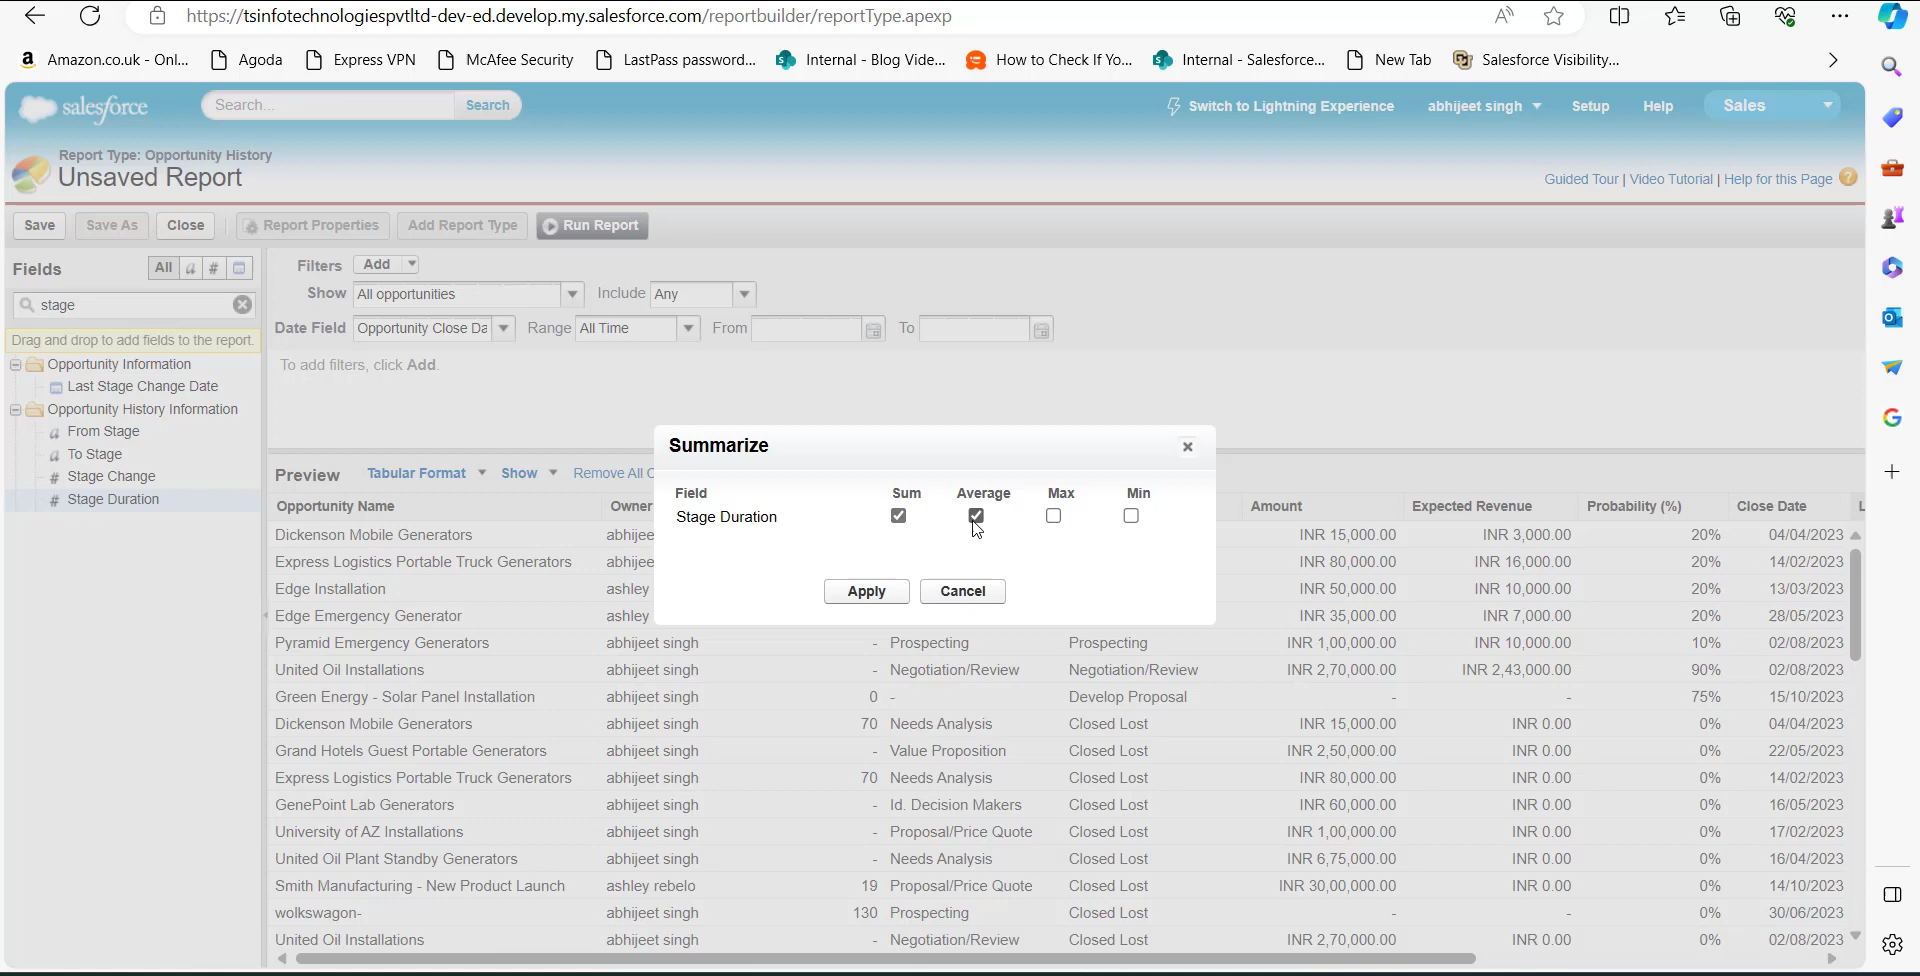 https://tsinfotechnologiespvtltd-dev-ed.develop.my.salesforce.com/reportbuilder/reportType.apexp
Amazon.co.uk - Onl... Agoda Express VPN McAfee Security LastPass password... Internal - Blog Vide... How to Check If Yo... Internal - Salesforce... New Tab Salesforce Visibility...
salesforce Search... Search Switch to Lightning Experience abhijeet singh Setup Help Sales
Report Type: Opportunity History
Unsaved Report
Guided Tour | Video Tutorial | Help for this Page
Save Save As Close Report Properties Add Report Type Run Report
Fields All a #
stage
Drag and drop to add fields to the report.
Opportunity Information
Last Stage Change Date
Opportunity History Information
a From Stage
a To Stage
# Stage Change
# Stage Duration
Filters Add
Show All opportunities Include Any
Date Field Opportunity Close Da Range All Time From To
To add filters, click Add.
Summarize
Field Sum Average Max Min
Stage Duration
Apply Cancel
Preview Tabular Format Show Remove All C
Opportunity Name Owner Amount Expected Revenue Probability (%) Close Date L
Dickenson Mobile Generators abhijee INR 15,000.00 INR 3,000.00 20% 04/04/2023
Express Logistics Portable Truck Generators abhijee INR 80,000.00 INR 16,000.00 20% 14/02/2023
Edge Installation ashley INR 50,000.00 INR 10,000.00 20% 13/03/2023
Edge Emergency Generator ashley INR 35,000.00 INR 7,000.00 20% 28/05/2023
Pyramid Emergency Generators abhijeet singh - Prospecting Prospecting INR 1,00,000.00 INR 10,000.00 10% 02/08/2023
United Oil Installations abhijeet singh - Negotiation/Review Negotiation/Review INR 2,70,000.00 INR 2,43,000.00 90% 02/08/2023
Green Energy - Solar Panel Installation abhijeet singh 0 - Develop Proposal - - 75% 15/10/2023
Dickenson Mobile Generators abhijeet singh 70 Needs Analysis Closed Lost INR 15,000.00 INR 0.00 0% 04/04/2023
Grand Hotels Guest Portable Generators abhijeet singh - Value Proposition Closed Lost INR 2,50,000.00 INR 0.00 0% 22/05/2023
Express Logistics Portable Truck Generators abhijeet singh 70 Needs Analysis Closed Lost INR 80,000.00 INR 0.00 0% 14/02/2023
GenePoint Lab Generators abhijeet singh - Id. Decision Makers Closed Lost INR 60,000.00 INR 0.00 0% 16/05/2023
University of AZ Installations abhijeet singh - Proposal/Price Quote Closed Lost INR 1,00,000.00 INR 0.00 0% 17/02/2023
United Oil Plant Standby Generators abhijeet singh - Needs Analysis Closed Lost INR 6,75,000.00 INR 0.00 0% 16/04/2023
Smith Manufacturing - New Product Launch ashley rebelo 19 Proposal/Price Quote Closed Lost INR 30,00,000.00 INR 0.00 0% 14/10/2023
wolkswagon- abhijeet singh 130 Prospecting Closed Lost - - 0% 30/06/2023
United Oil Installations abhijeet singh - Negotiation/Review Closed Lost INR 2,70,000.00 INR 0.00 0% 02/08/2023